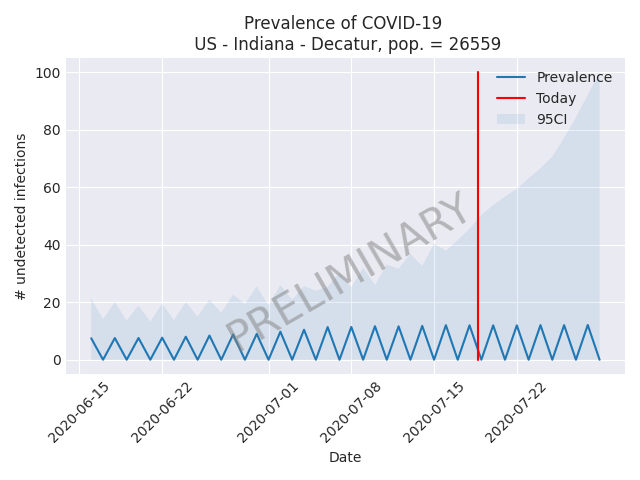 Prevalence of COVID-19
US - Indiana - Decatur, pop. = 26559
100
80
60
40
20
0
# undetected infections
Prevalence
Today
95CI
PRELIMINARY
2020-06-15
2020-06-22
2020-07-01
2020-07-08
2020-07-15
2020-07-22
Date